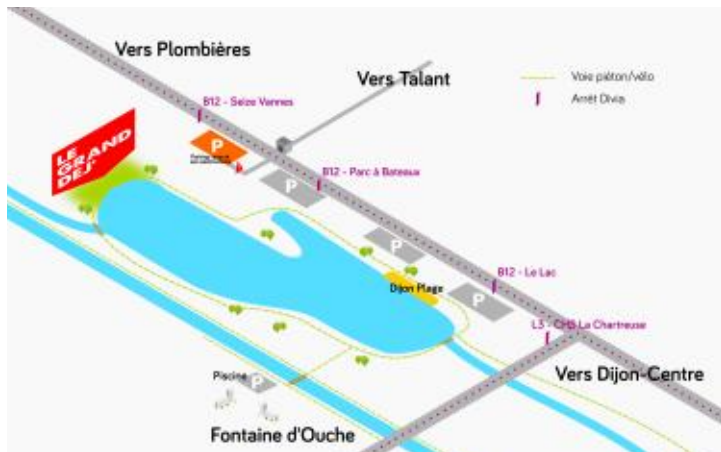 Vers Plombières
Vers Talant
Voie piéton/vélo
Arrêt Divia
B12 - Seize Vannes
P
LE
GRAND
DEJ'
B12 - Parc à Bateaux
P
P
B12 - Le Lac
Dijon Plage
P
L3 - CHS La Chartreuse
Vers Dijon-Centre
Piscine
P
Fontaine d'Ouche